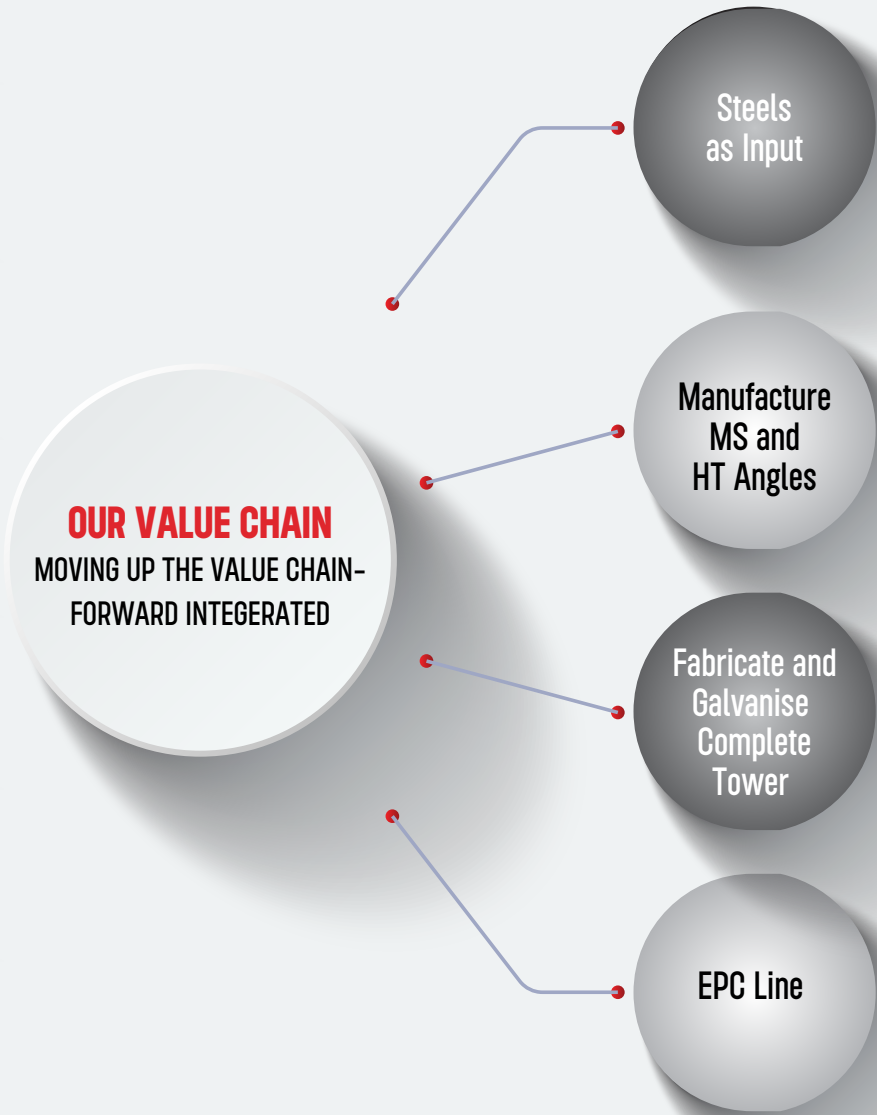 Steels
as Input
Manufacture
MS and
HT Angles
OUR VALUE CHAIN
MOVING UP THE VALUE CHAIN-
FORWARD INTEGERATED
Fabricate and
Galvanise
Complete
Tower
EPC Line